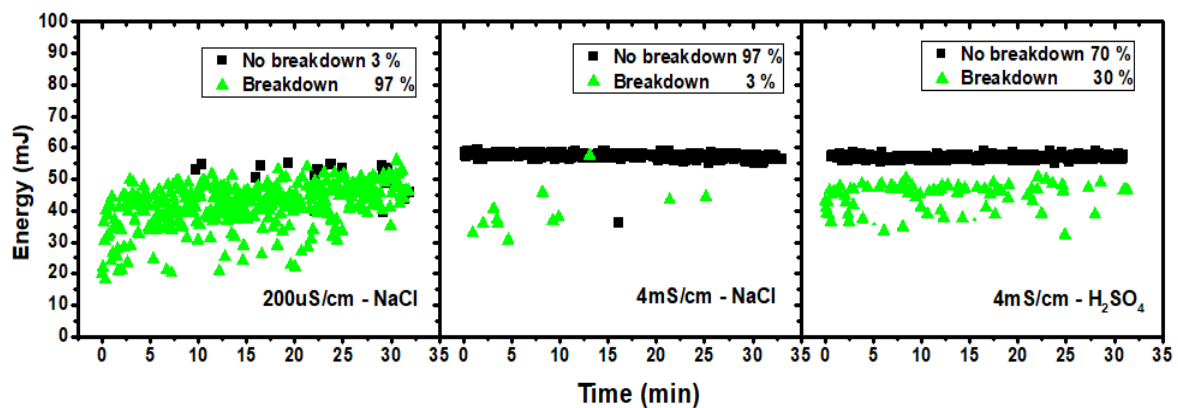 100
90
80
70
60
50
40
30
20
10
0
Energy (mJ)
No breakdown 3 %
Breakdown 97 %
200uS/cm - NaCl
0 5 10 15 20 25 30 35
No breakdown 97 %
Breakdown 3 %
4mS/cm - NaCl
0 5 10 15 20 25 30 35
No breakdown 70 %
Breakdown 30 %
4mS/cm - H₂SO₄
0 5 10 15 20 25 30 35
Time (min)